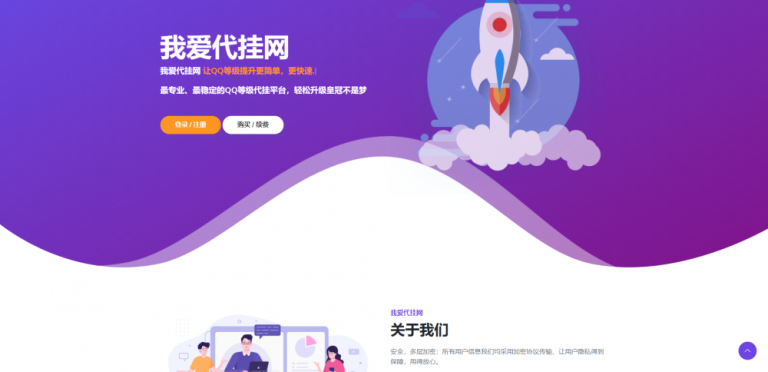 我爱代挂网
我爱代挂网 让QQ等级提升更简单，更快速.
最专业、最稳定的QQ等级代挂平台，轻松升级皇冠不是梦
登录 / 注册
购买 / 续费
我爱代挂网
关于我们
安全，多层加密：所有用户信息我们均采用加密协议传输，让用户隐私得到
保障，用得放心。